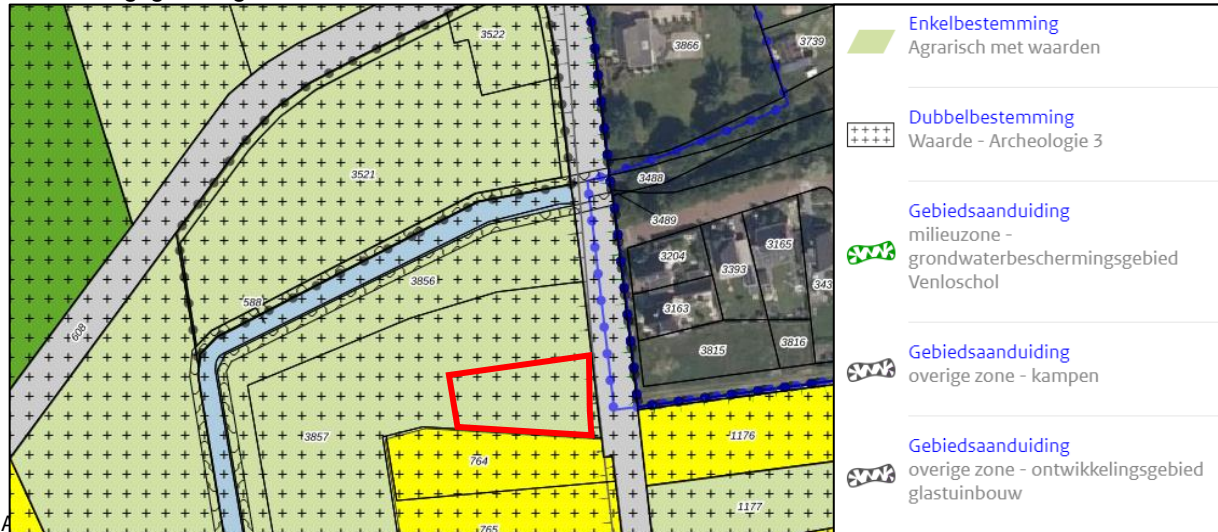 3522
3866
3739
3521
3488
3489
3204
3165
3393
3856
588
3163
608
3815
3816
3857
1176
764
1177
765
Enkelbestemming
Agrarisch met waarden
Dubbelbestemming
Waarde - Archeologie 3
Gebiedsaanduiding
milieuzone -
grondwaterbeschermingsgebied
Venloschol
Gebiedsaanduiding
overige zone - kampen
Gebiedsaanduiding
overige zone - ontwikkelingsgebied
glastuinbouw